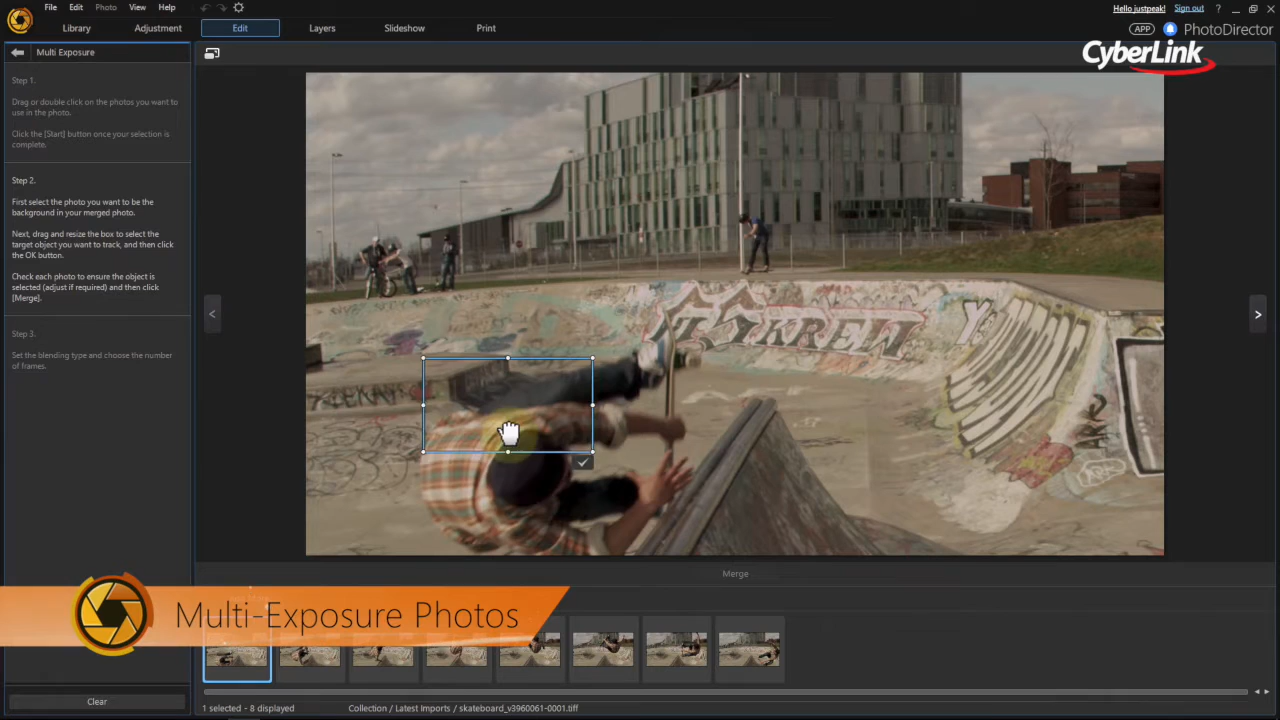 File Edit Photo View Help
Hello justpeak! Sign out ?
Library Adjustment Edit Layers Slideshow Print
APP PhotoDirector
CyberLink
Multi Exposure
Step 1.
Drag or double click on the photos you want to
use in the photo.
Click the [Start] button once your selection is
complete.
Step 2.
First select the photo you want to be the
background in your merged photo.
Next, drag and resize the box to select the
target object you want to track, and then click
the OK button.
Check each photo to ensure the object is
selected (adjust if required) and then click
[Merge].
Step 3.
Set the blending type and choose the number
of frames.
TSKREW
Merge
Multi-Exposure Photos
Clear
1 selected - 8 displayed
Collection / Latest Imports / skateboard_v3960061-0001.tiff